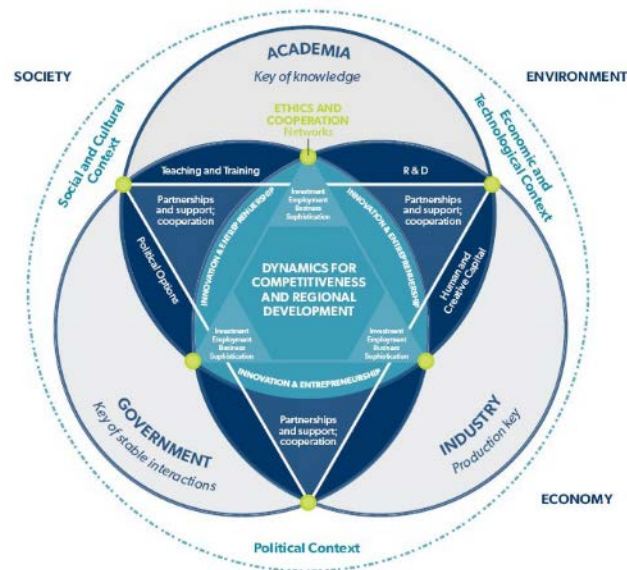 ACADEMIA
Key of knowledge
SOCIETY
ENVIRONMENT
Social and Cultural
Context
Economic and
Technological Context
ETHICS AND
COOPERATION
Networks
Teaching and Training
R & D
Partnerships
and support;
cooperation
Investment
Employment
Business
Sophistication
Partnerships
and support;
cooperation
INNOVATION & ENTREPRENUERSHIP
INNOVATION & ENTREPRENUERSHIP
Political Options
Human and
Creative Capital
DYNAMICS FOR
COMPETITIVENESS
AND REGIONAL
DEVELOPMENT
Investment
Employment
Business
Sophistication
Investment
Employment
Business
Sophistication
INNOVATION & ENTREPRENEURSHIP
Partnerships
and support;
cooperation
GOVERNMENT
Key of stable interactions
INDUSTRY
Production key
ECONOMY
Political Context